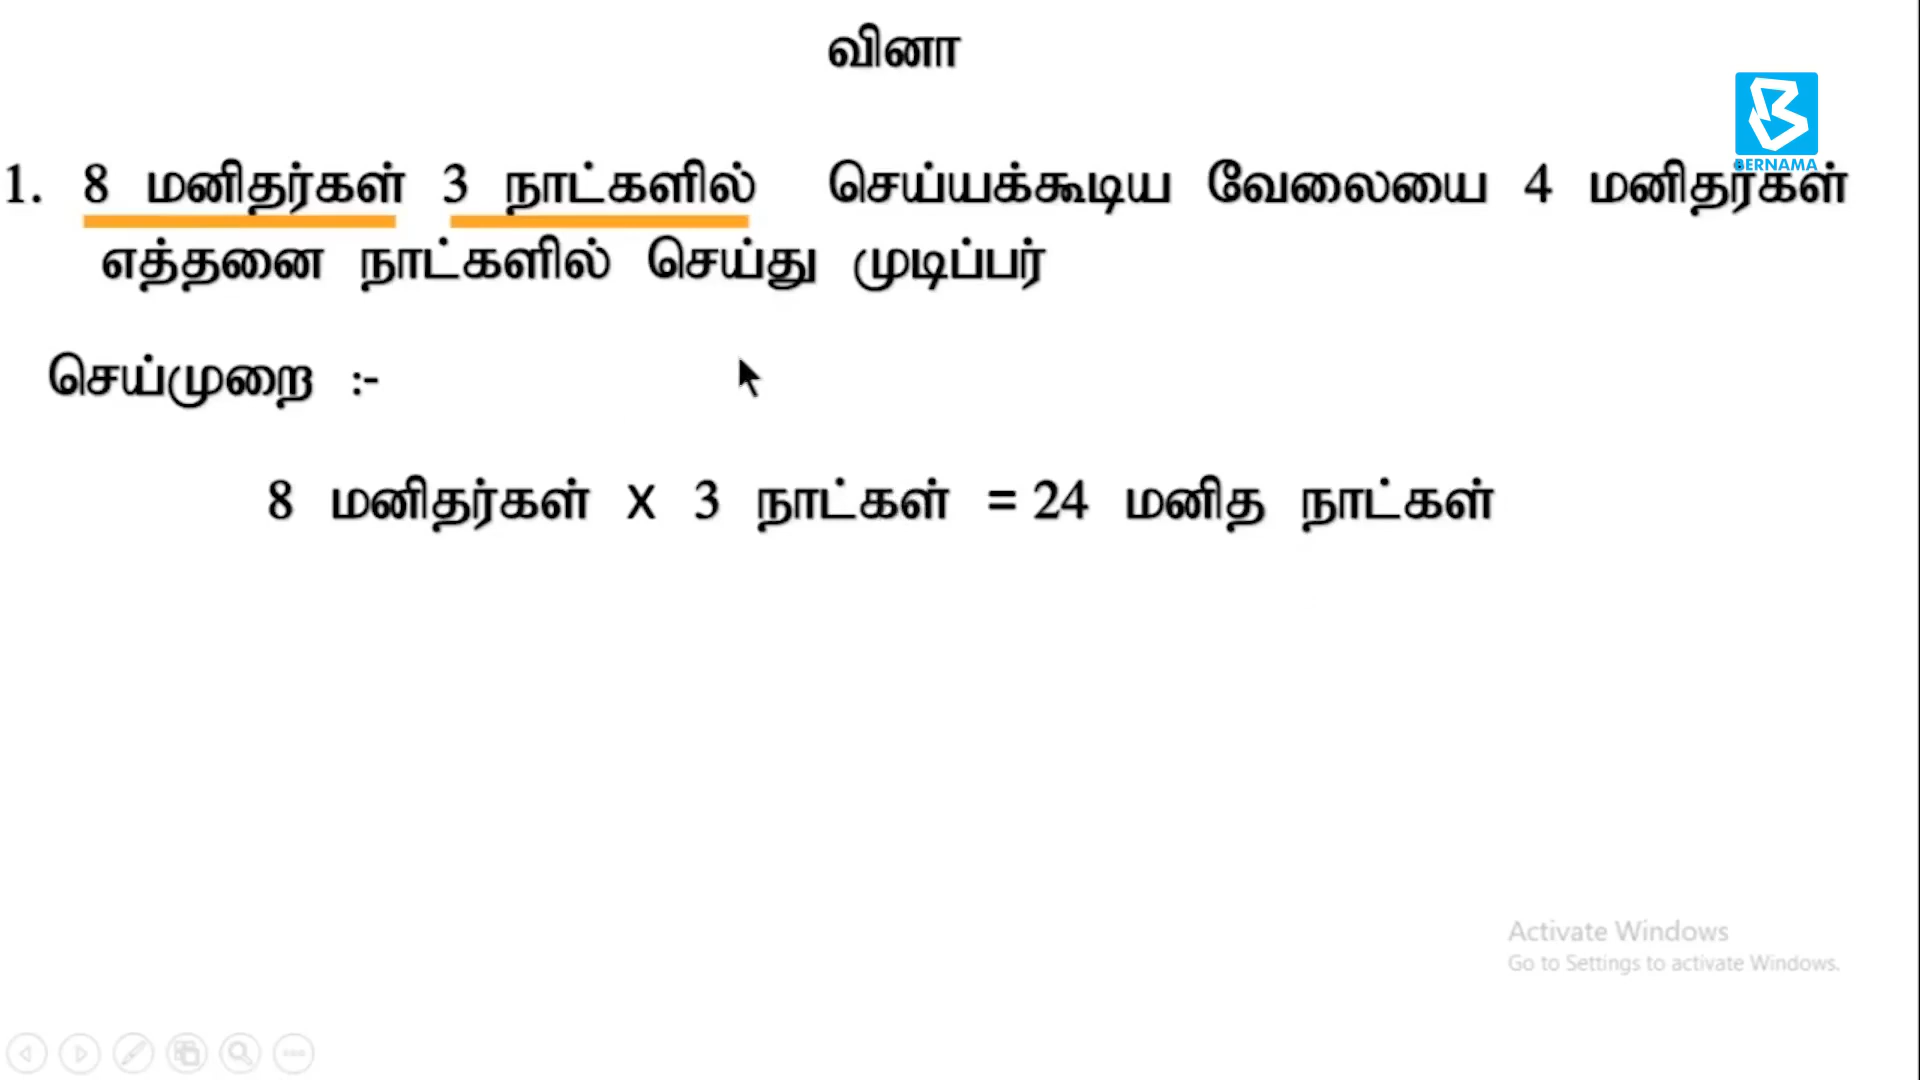 வினா
BERNAMA
1. 8 மனிதர்கள் 3 நாட்களில் செய்யக்கூடிய வேலையை 4 மனிதர்கள்
எத்தனை நாட்களில் செய்து முடிப்பர்
செய்முறை :-
8 மனிதர்கள் X 3 நாட்கள் = 24 மனித நாட்கள்
Activate Windows
Go to Settings to activate Windows.